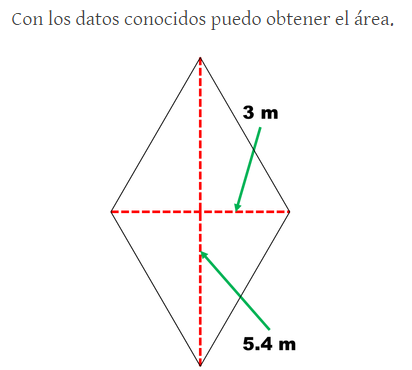 Con los datos conocidos puedo obtener el área.
3 m
5.4 m